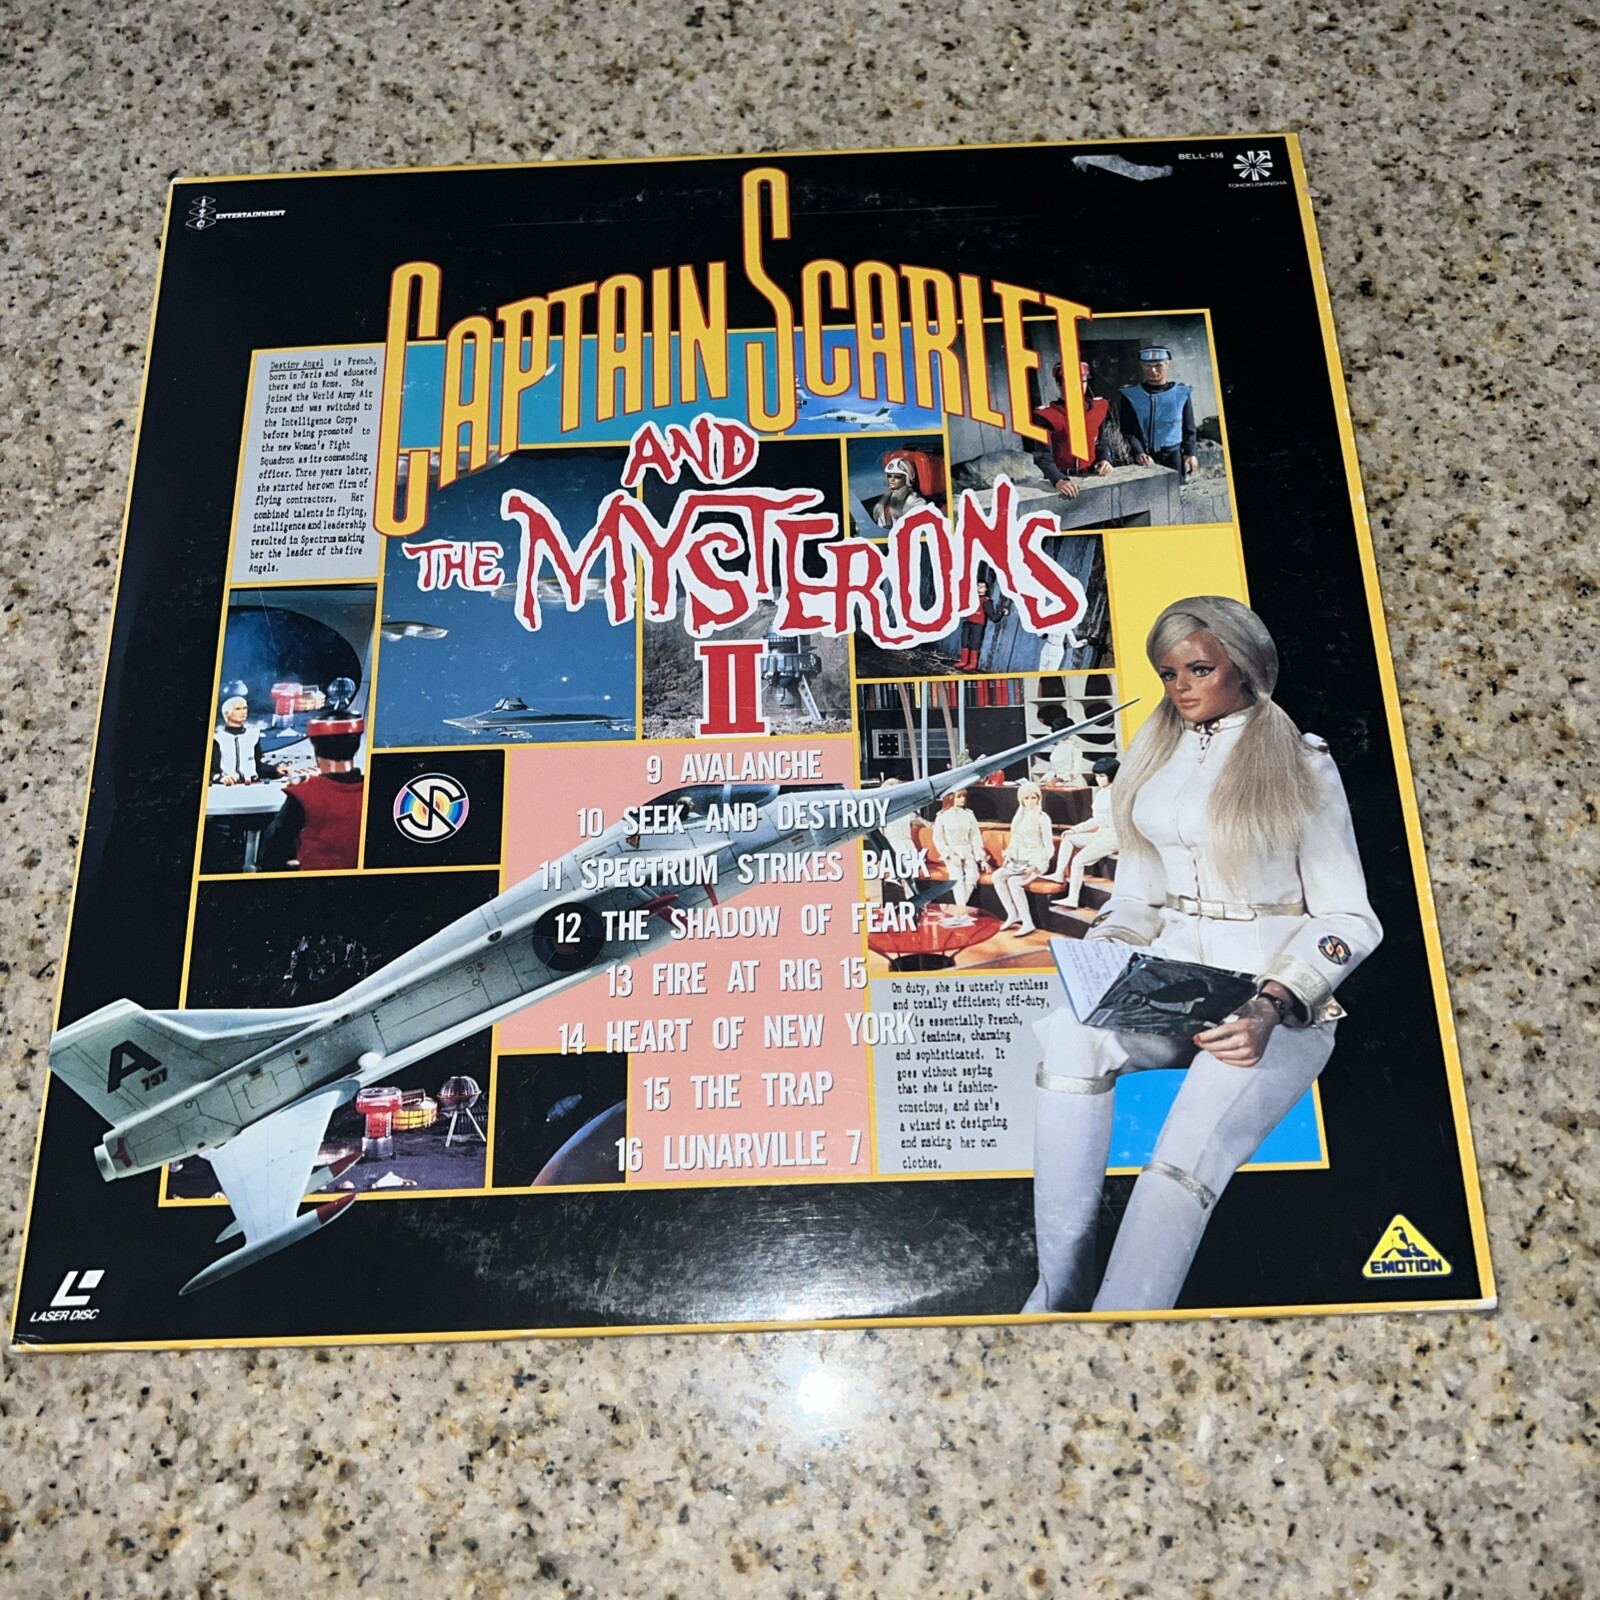 ITC ENTERTAINMENT
BELL-456
TOHOKUSHINSHA
CAPTAIN SCARLET
AND
THE MYSTERONS
II
Destiny Angel is French,
born in Paris and educated
there and in Rome. She
joined the World Army Air
Force and was switched to
the Intelligence Corps
before being promoted to
the new Women's Fight
Squadron as its commanding
officer. Three years later,
she started her own firm of
flying contractors. Her
combined talents in flying,
intelligence and leadership
resulted in Spectrum making
her the leader of the five
Angels.
9 AVALANCHE
10 SEEK AND DESTROY
11 SPECTRUM STRIKES BACK
12 THE SHADOW OF FEAR
13 FIRE AT RIG 15
14 HEART OF NEW YORK
15 THE TRAP
16 LUNARVILLE 7
On duty, she is utterly ruthless
and totally efficient; off-duty,
is essentially French,
feminine, charming
and sophisticated. It
goes without saying
that she is fashion-
conscious, and she's
a wizard at designing
and making her own
clothes.
A
737
LASER DISC
EMOTION